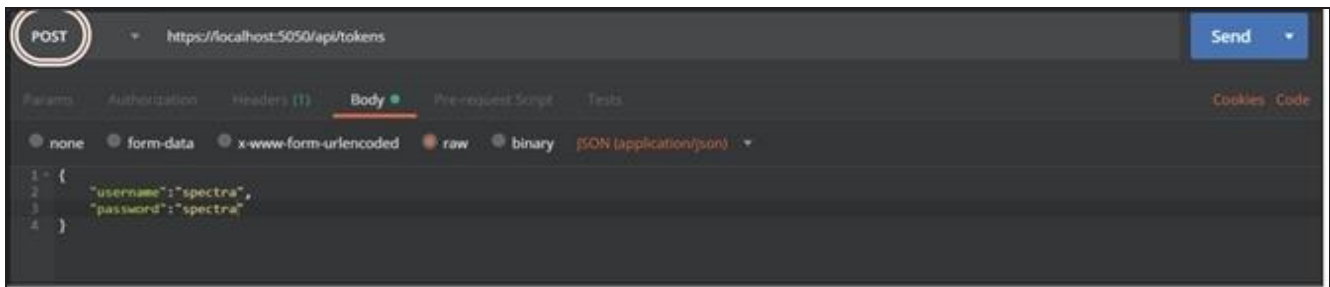 POST https://localhost:5050/api/tokens Send
Params Authorization Headers (1) Body Pre-request Script Tests Cookies Code
none form-data x-www-form-urlencoded raw binary JSON (application/json)
1 {
2 "username":"spectra",
3 "password":"spectra"
4 }